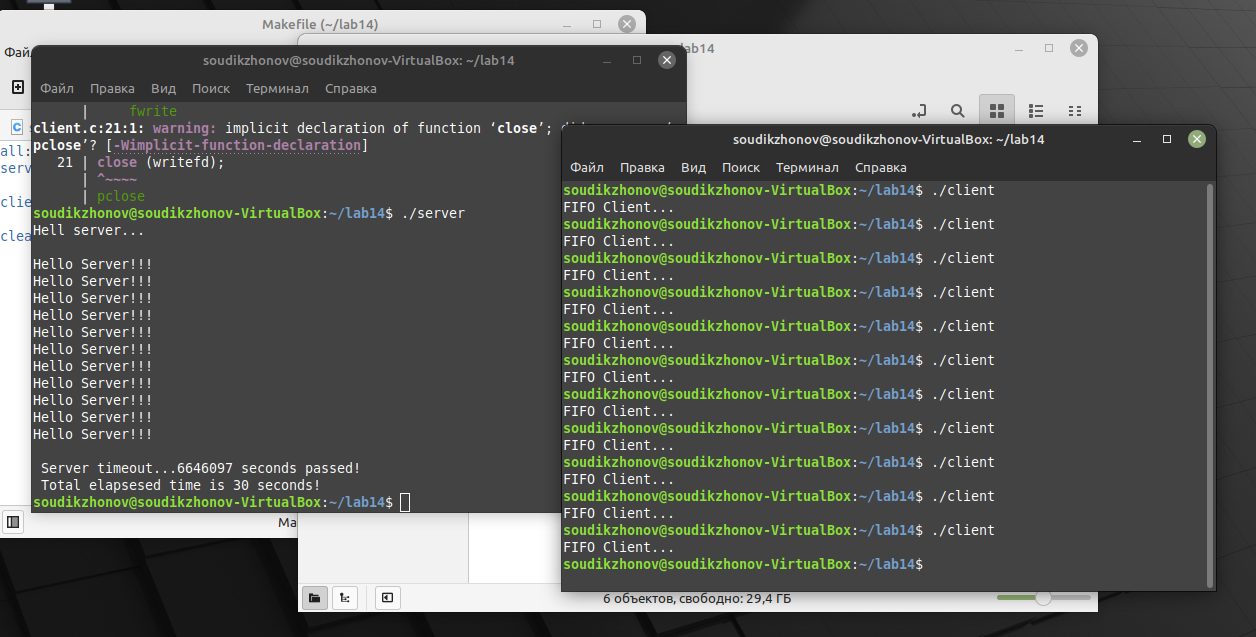 Makefile (~/lab14)
lab14
Файл
all:
serv
clie
clea
soudikzhonov@soudikzhonov-VirtualBox: ~/lab14
Файл Правка Вид Поиск Терминал Справка
| fwrite
client.c:21:1: warning: implicit declaration of function ‘close’;
pclose’? [-Wimplicit-function-declaration]
21 | close (writefd);
| ^~~~~
| pclose
soudikzhonov@soudikzhonov-VirtualBox:~/lab14$ ./server
Hell server...
Hello Server!!!
Hello Server!!!
Hello Server!!!
Hello Server!!!
Hello Server!!!
Hello Server!!!
Hello Server!!!
Hello Server!!!
Hello Server!!!
Hello Server!!!
Hello Server!!!
Server timeout...6646097 seconds passed!
Total elapsesed time is 30 seconds!
soudikzhonov@soudikzhonov-VirtualBox:~/lab14$
Ma
soudikzhonov@soudikzhonov-VirtualBox: ~/lab14
Файл Правка Вид Поиск Терминал Справка
soudikzhonov@soudikzhonov-VirtualBox:~/lab14$ ./client
FIFO Client...
soudikzhonov@soudikzhonov-VirtualBox:~/lab14$ ./client
FIFO Client...
soudikzhonov@soudikzhonov-VirtualBox:~/lab14$ ./client
FIFO Client...
soudikzhonov@soudikzhonov-VirtualBox:~/lab14$ ./client
FIFO Client...
soudikzhonov@soudikzhonov-VirtualBox:~/lab14$ ./client
FIFO Client...
soudikzhonov@soudikzhonov-VirtualBox:~/lab14$ ./client
FIFO Client...
soudikzhonov@soudikzhonov-VirtualBox:~/lab14$ ./client
FIFO Client...
soudikzhonov@soudikzhonov-VirtualBox:~/lab14$ ./client
FIFO Client...
soudikzhonov@soudikzhonov-VirtualBox:~/lab14$ ./client
FIFO Client...
soudikzhonov@soudikzhonov-VirtualBox:~/lab14$ ./client
FIFO Client...
soudikzhonov@soudikzhonov-VirtualBox:~/lab14$ ./client
FIFO Client...
soudikzhonov@soudikzhonov-VirtualBox:~/lab14$
6 объектов, свободно: 29,4 ГБ